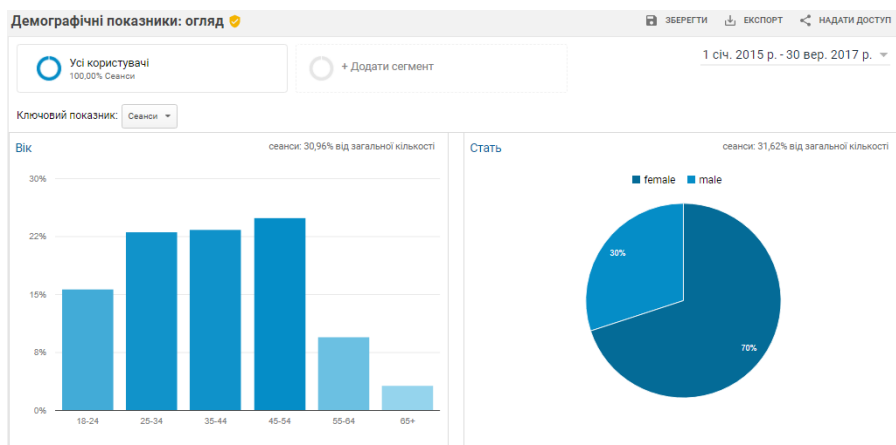 Демографічні показники: огляд
ЗБЕРЕГТИ
ЕКСПОРТ
НАДАТИ ДОСТУП
Усі користувачі
100,00% Сеанси
+ Додати сегмент
1 січ. 2015 р. - 30 вер. 2017 р.
Ключовий показник: Сеанси
Вік
сеанси: 30,96% від загальної кількості
30%
22%
15%
8%
0%
18-24 25-34 35-44 45-54 55-64 65+
Стать
сеанси: 31,62% від загальної кількості
female male
30%
70%